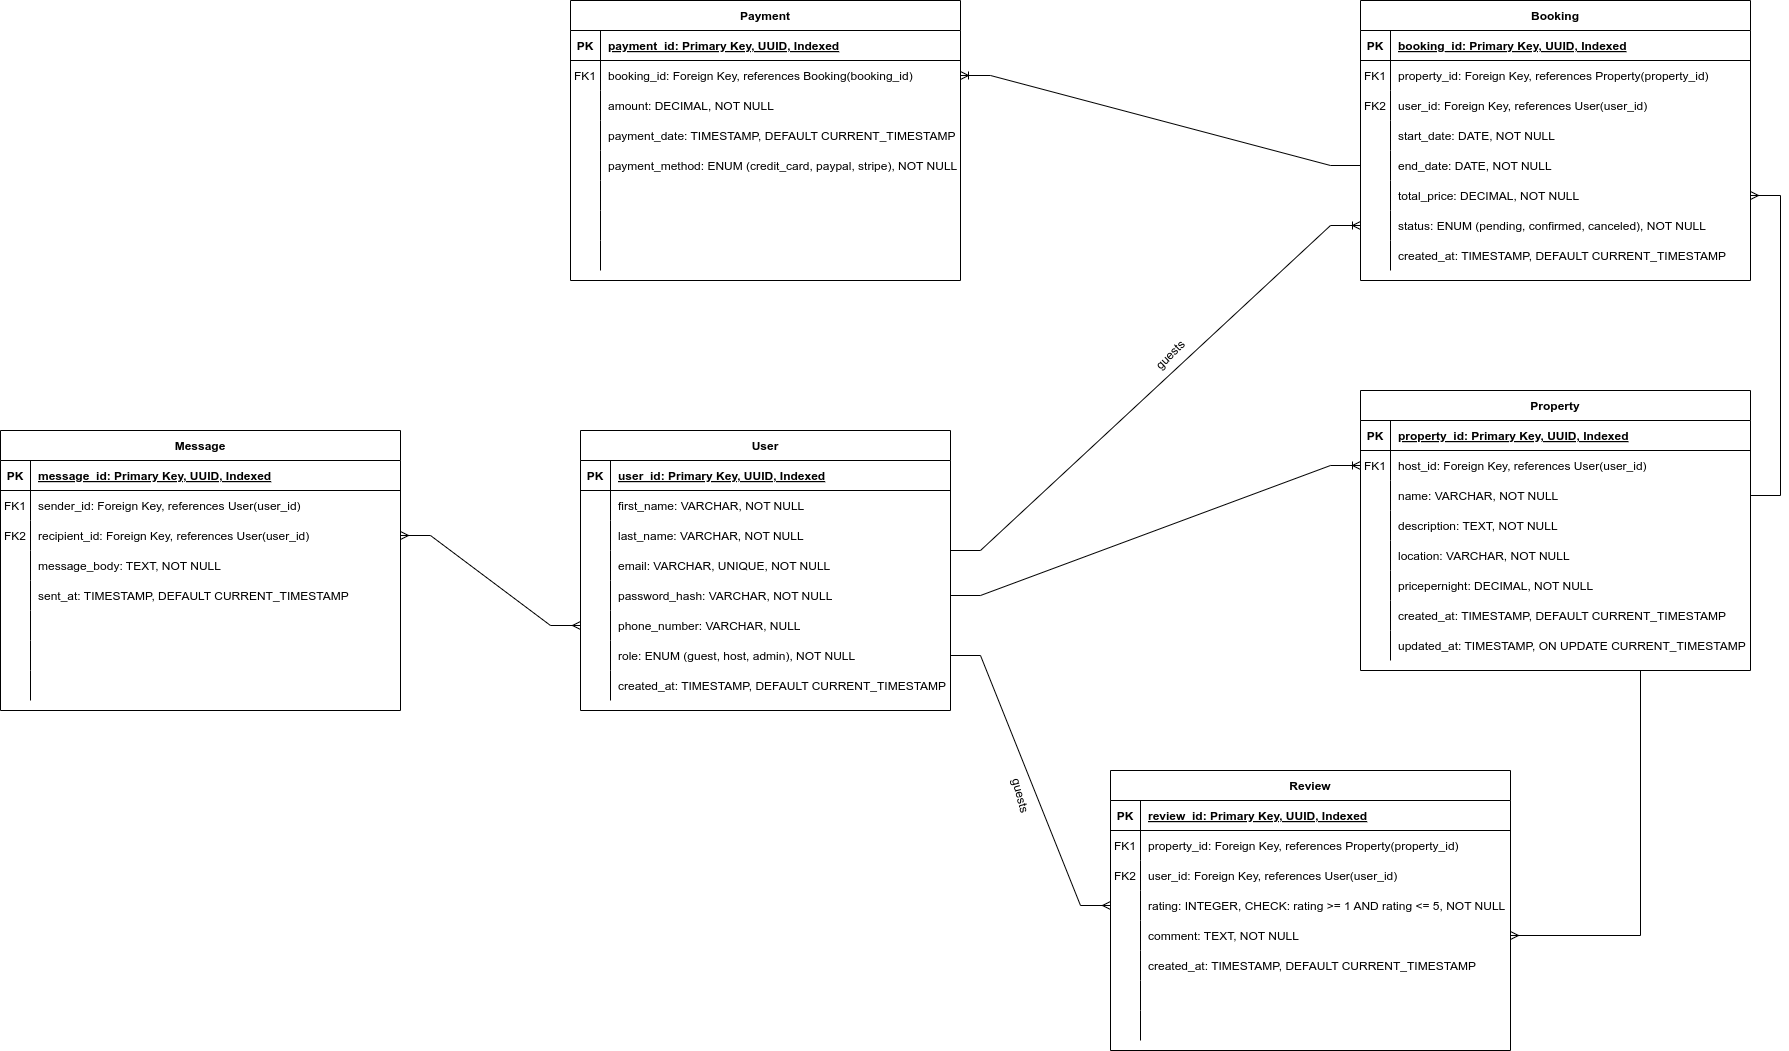 Payment
PK payment_id: Primary Key, UUID, Indexed
FK1 booking_id: Foreign Key, references Booking(booking_id)
amount: DECIMAL, NOT NULL
payment_date: TIMESTAMP, DEFAULT CURRENT_TIMESTAMP
payment_method: ENUM (credit_card, paypal, stripe), NOT NULL
Booking
PK booking_id: Primary Key, UUID, Indexed
FK1 property_id: Foreign Key, references Property(property_id)
FK2 user_id: Foreign Key, references User(user_id)
start_date: DATE, NOT NULL
end_date: DATE, NOT NULL
total_price: DECIMAL, NOT NULL
status: ENUM (pending, confirmed, canceled), NOT NULL
created_at: TIMESTAMP, DEFAULT CURRENT_TIMESTAMP
guests
Message
PK message_id: Primary Key, UUID, Indexed
FK1 sender_id: Foreign Key, references User(user_id)
FK2 recipient_id: Foreign Key, references User(user_id)
message_body: TEXT, NOT NULL
sent_at: TIMESTAMP, DEFAULT CURRENT_TIMESTAMP
User
PK user_id: Primary Key, UUID, Indexed
first_name: VARCHAR, NOT NULL
last_name: VARCHAR, NOT NULL
email: VARCHAR, UNIQUE, NOT NULL
password_hash: VARCHAR, NOT NULL
phone_number: VARCHAR, NULL
role: ENUM (guest, host, admin), NOT NULL
created_at: TIMESTAMP, DEFAULT CURRENT_TIMESTAMP
Property
PK property_id: Primary Key, UUID, Indexed
FK1 host_id: Foreign Key, references User(user_id)
name: VARCHAR, NOT NULL
description: TEXT, NOT NULL
location: VARCHAR, NOT NULL
pricepernight: DECIMAL, NOT NULL
created_at: TIMESTAMP, DEFAULT CURRENT_TIMESTAMP
updated_at: TIMESTAMP, ON UPDATE CURRENT_TIMESTAMP
guests
Review
PK review_id: Primary Key, UUID, Indexed
FK1 property_id: Foreign Key, references Property(property_id)
FK2 user_id: Foreign Key, references User(user_id)
rating: INTEGER, CHECK: rating >= 1 AND rating <= 5, NOT NULL
comment: TEXT, NOT NULL
created_at: TIMESTAMP, DEFAULT CURRENT_TIMESTAMP